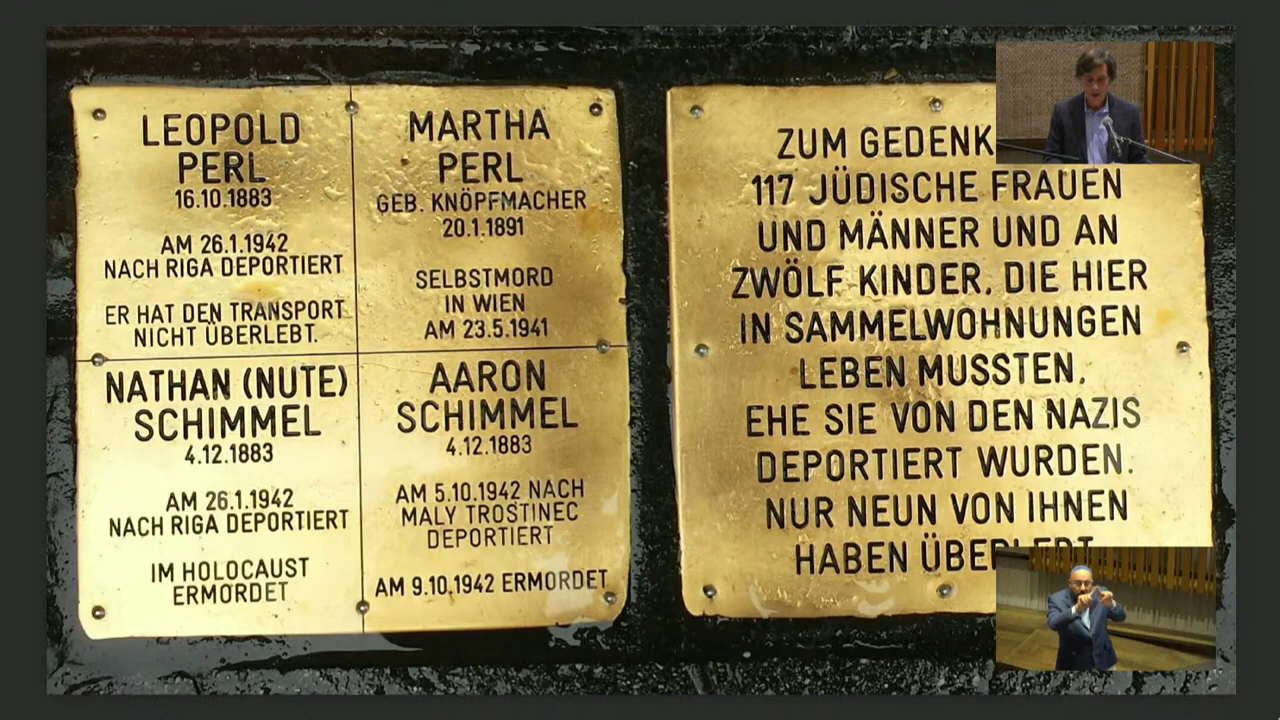 LEOPOLD
PERL
16.10.1883
AM 26.1.1942
NACH RIGA DEPORTIERT
ER HAT DEN TRANSPORT
NICHT ÜBERLEBT.
MARTHA
PERL
GEB. KNÖPFMACHER
20.1.1891
SELBSTMORD
IN WIEN
AM 23.5.1941
NATHAN (NUTE)
SCHIMMEL
4.12.1883
AM 26.1.1942
NACH RIGA DEPORTIERT
IM HOLOCAUST
ERMORDET
AARON
SCHIMMEL
4.12.1883
AM 5.10.1942 NACH
MALY TROSTINEC
DEPORTIERT
AM 9.10.1942 ERMORDET
ZUM GEDENK
117 JÜDISCHE FRAUEN
UND MÄNNER UND AN
ZWÖLF KINDER, DIE HIER
IN SAMMELWOHNUNGEN
LEBEN MUSSTEN,
EHE SIE VON DEN NAZIS
DEPORTIERT WURDEN.
NUR NEUN VON IHNEN
HABEN ÜBERLEBT